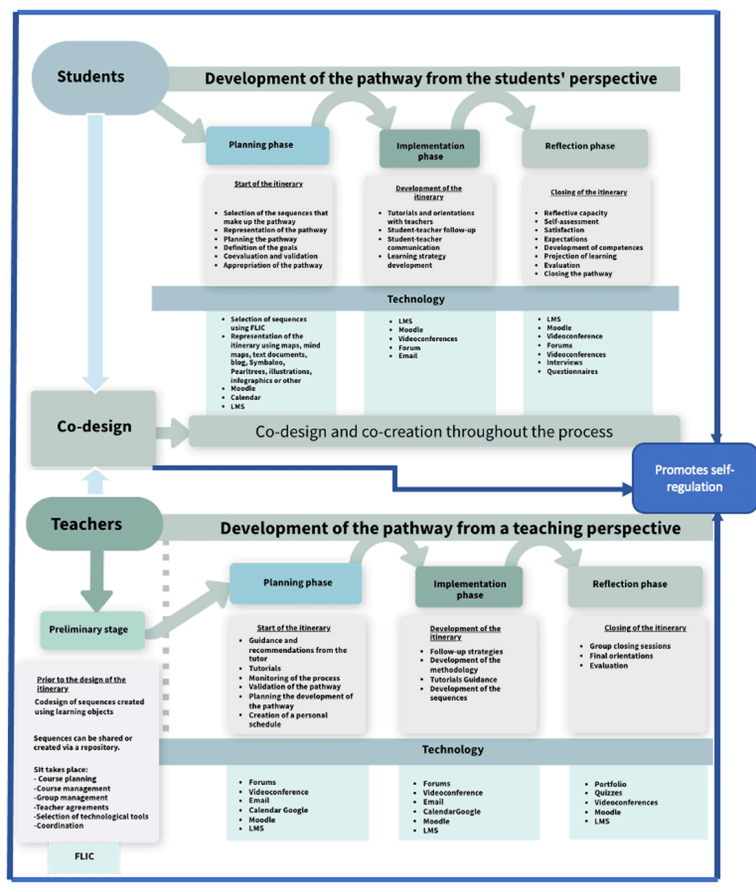 Students
Development of the pathway from the students' perspective
Planning phase
Implementation
phase
Reflection phase
Start of the itinerary
• Selection of the sequences that
make up the pathway
• Representation of the pathway
• Planning the pathway
• Definition of the goals
• Coevaluation and validation
• Appropriation of the pathway
Development of the
itinerary
• Tutorials and orientations
with teachers
• Student-teacher follow-up
• Student-teacher
communication
• Learning strategy
development
Closing of the itinerary
• Reflective capacity
• Self-assessment
• Satisfaction
• Expectations
• Development of competences
• Projection of learning
• Evaluation
• Closing the pathway
Technology
• Selection of sequences
using FLIC
• Representation of the
itinerary using maps, mind
maps, text documents,
blog, Symbaloo,
Pearltrees, illustrations,
infographics or other
• Moodle
• Calendar
• LMS
• LMS
• Moodle
• Videoconferences
• Forum
• Email
• LMS
• Moodle
• Videoconference
• Forums
• Videoconferences
• Interviews
• Questionnaires
Co-design
Co-design and co-creation throughout the process
Promotes self-
regulation
Teachers
Development of the pathway from a teaching perspective
Preliminary stage
Planning phase
Implementation
phase
Reflection phase
Prior to the design of the
itinerary
Codesign of sequences created
using learning objects
Sequences can be shared or
created via a repository.
SIt takes place:
- Course planning
- Course management
- Group management
-Teacher agreements
-Selection of technological tools
-Coordination
FLIC
Start of the itinerary
• Guidance and
recommendations from the
tutor
• Tutorials
• Monitoring of the process
• Validation of the pathway
• Planning the development of
the pathway
• Creation of a personal
schedule
Development of the
itinerary
• Follow-up strategies
• Development of the
methodology
• Tutorials Guidance
• Development of the
sequences
Closing of the itinerary
• Group closing sessions
• Final orientations
• Evaluation
Technology
• Forums
• Videoconference
• Email
• Calendar Google
• Moodle
• LMS
• Forums
• Videoconference
• Email
• CalendarGoogle
• Moodle
• LMS
• Portfolio
• Quizzes
• Videoconferences
• Moodle
• LMS